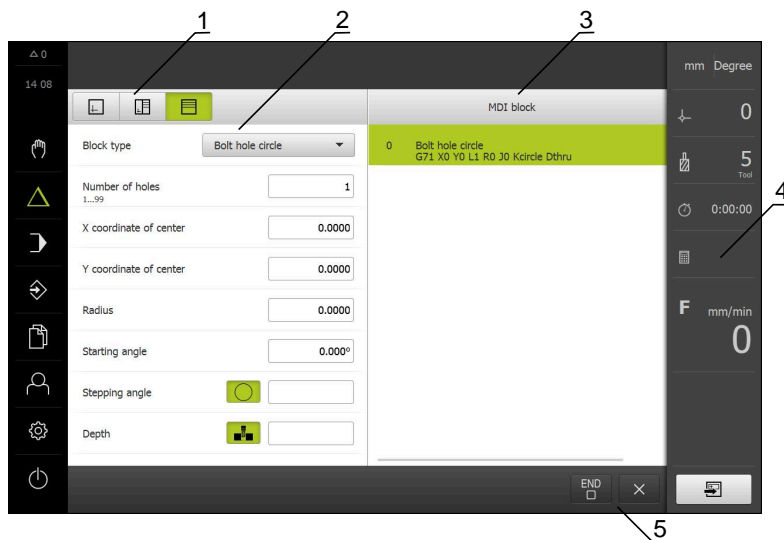 1
2
3
△ 0
14 08
mm Degree
MDI block
0
Block type
Bolt hole circle
0 Bolt hole circle
G71 X0 Y0 L1 R0 J0 Kcircle Dthru
5
Tool
Number of holes
1...99
1
4
X coordinate of center
0.0000
0:00:00
Y coordinate of center
0.0000
Radius
0.0000
F mm/min
0
Starting angle
0.000°
Stepping angle
Depth
END
5